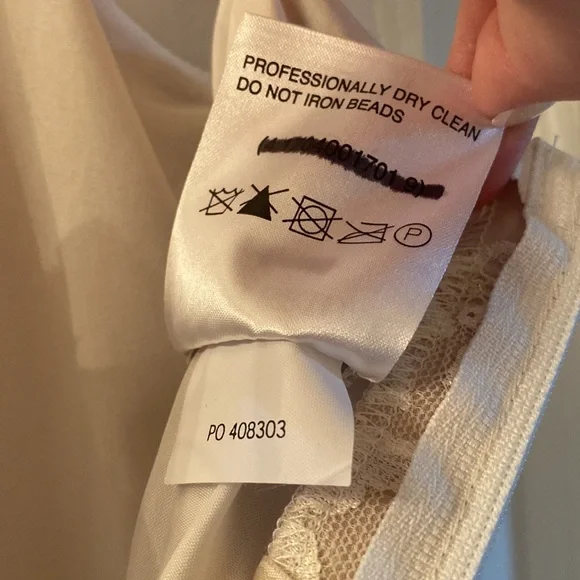 PROFESSIONALLY DRY CLEAN
DO NOT IRON BEADS
P
PO 408303